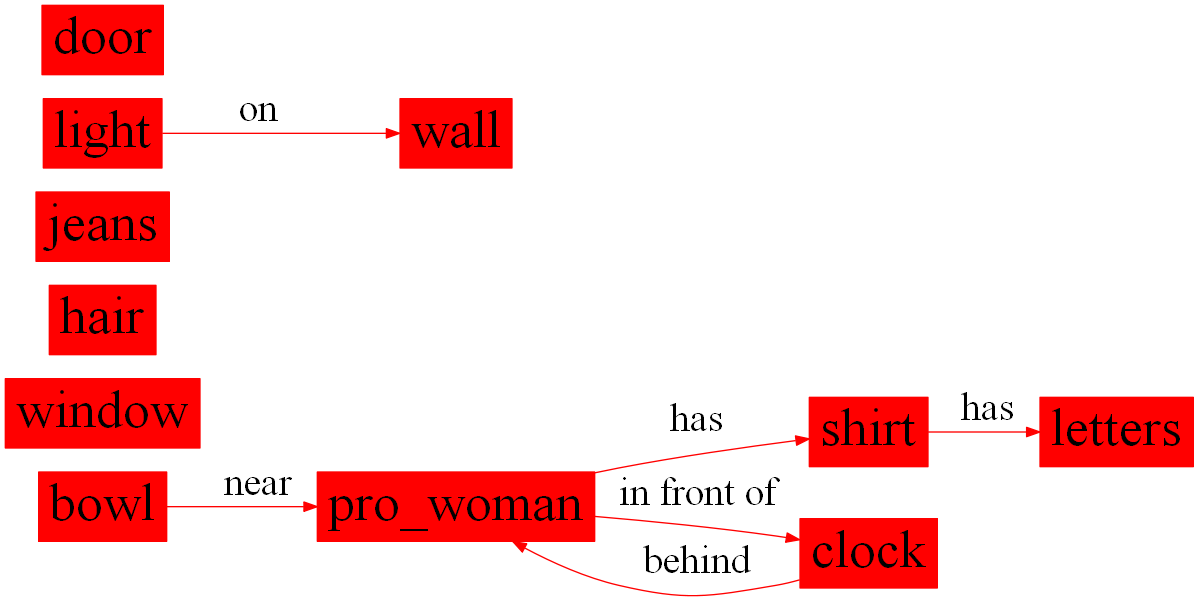 door
light
on
wall
jeans
hair
window
has
shirt
has
letters
bowl
near
pro_woman
in front of
clock
behind